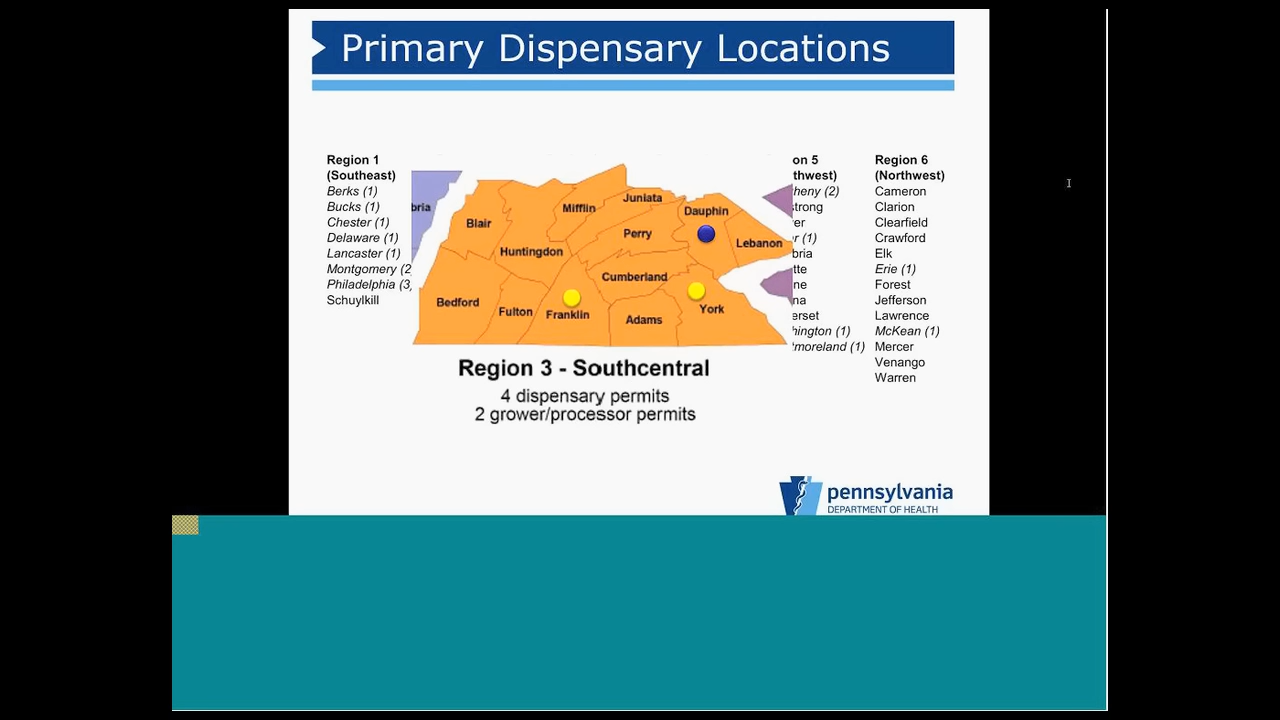 Primary Dispensary Locations
Region 1
(Southeast)
Berks (1)
Bucks (1)
Chester (1)
Delaware (1)
Lancaster (1)
Montgomery (2
Philadelphia (3
Schuylkill
bria
Blair
Huntingdon
Mifflin
Juniata
Perry
Dauphin
Lebanon
Cumberland
Bedford
Fulton
Franklin
Adams
York
Region 3 - Southcentral
4 dispensary permits
2 grower/processor permits
on 5
thwest)
heny (2)
strong
er
r (1)
bria
tte
ne
na
erset
hington (1)
moreland (1)
Region 6
(Northwest)
Cameron
Clarion
Clearfield
Crawford
Elk
Erie (1)
Forest
Jefferson
Lawrence
McKean (1)
Mercer
Venango
Warren
pennsylvania
DEPARTMENT OF HEALTH